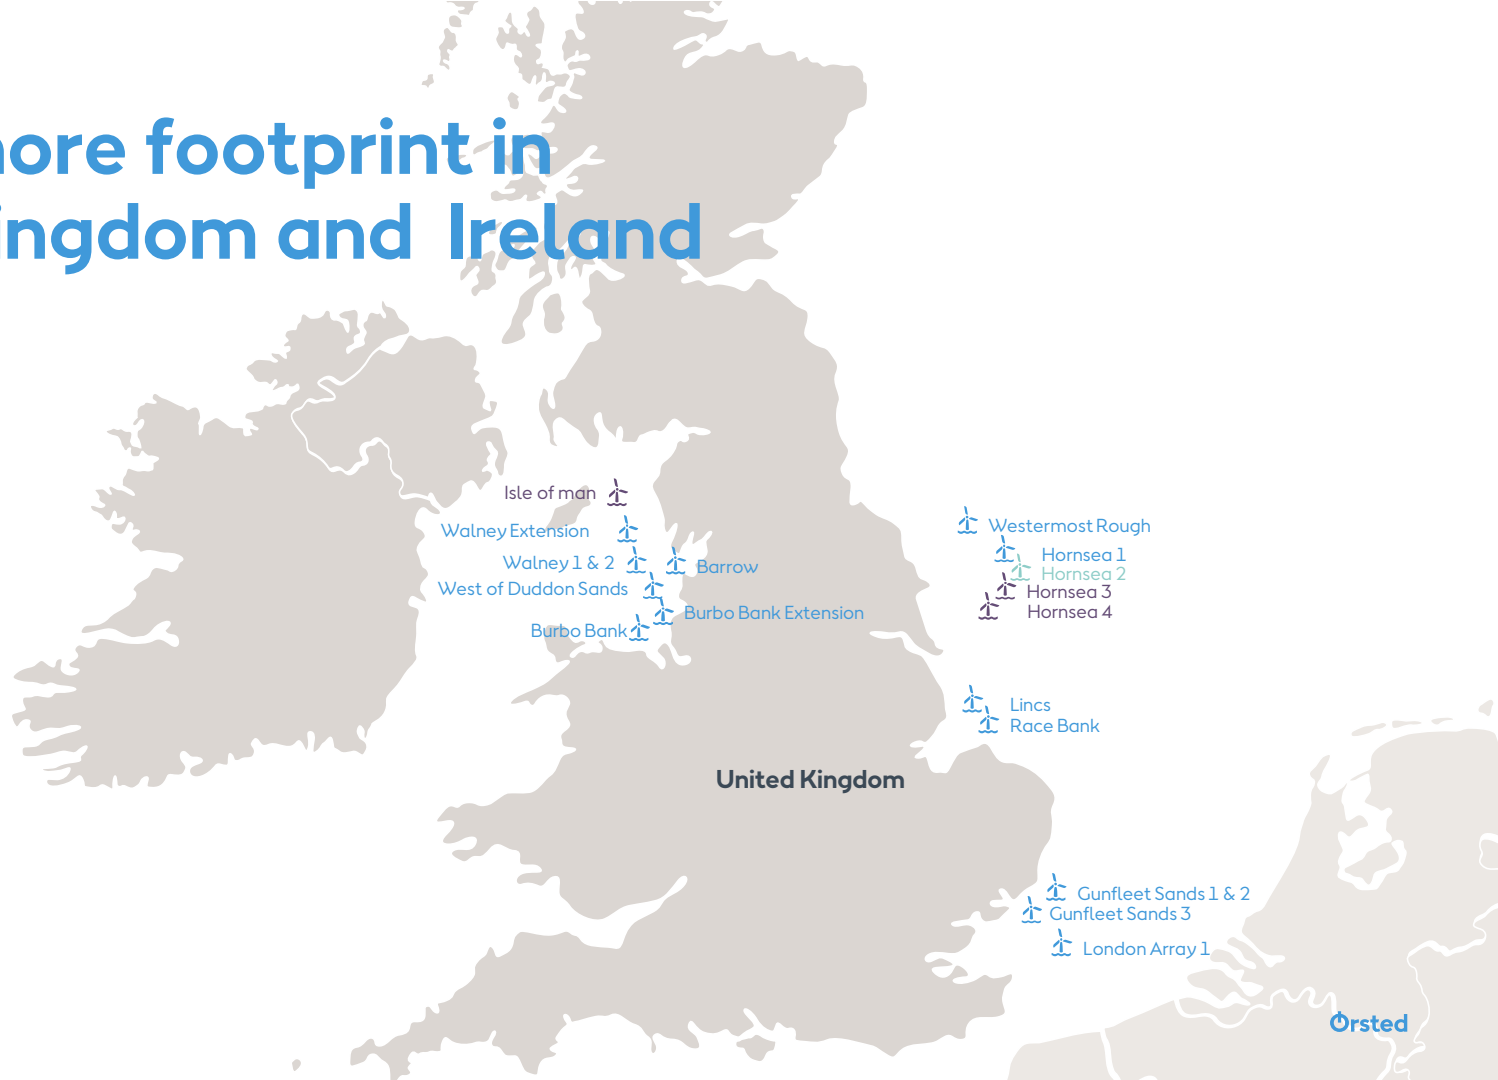 ore footprint in
ingdom and Ireland
Isle of man
Walney Extension
Walney 1 & 2
Barrow
West of Duddon Sands
Burbo Bank Extension
Burbo Bank
Westermost Rough
Hornsea 1
Hornsea 2
Hornsea 3
Hornsea 4
Lincs
Race Bank
United Kingdom
Gunfleet Sands 1 & 2
Gunfleet Sands 3
London Array 1
Ørsted